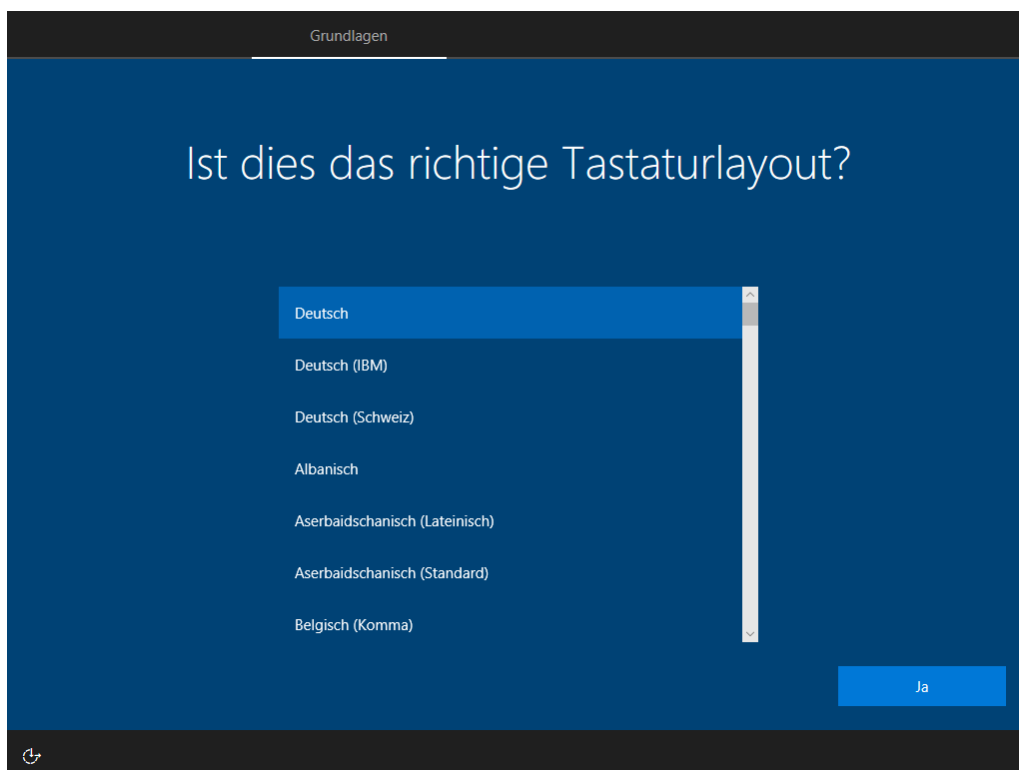 Grundlagen
Ist dies das richtige Tastaturlayout?
Deutsch
Deutsch (IBM)
Deutsch (Schweiz)
Albanisch
Aserbaidschanisch (Lateinisch)
Aserbaidschanisch (Standard)
Belgisch (Komma)
Ja